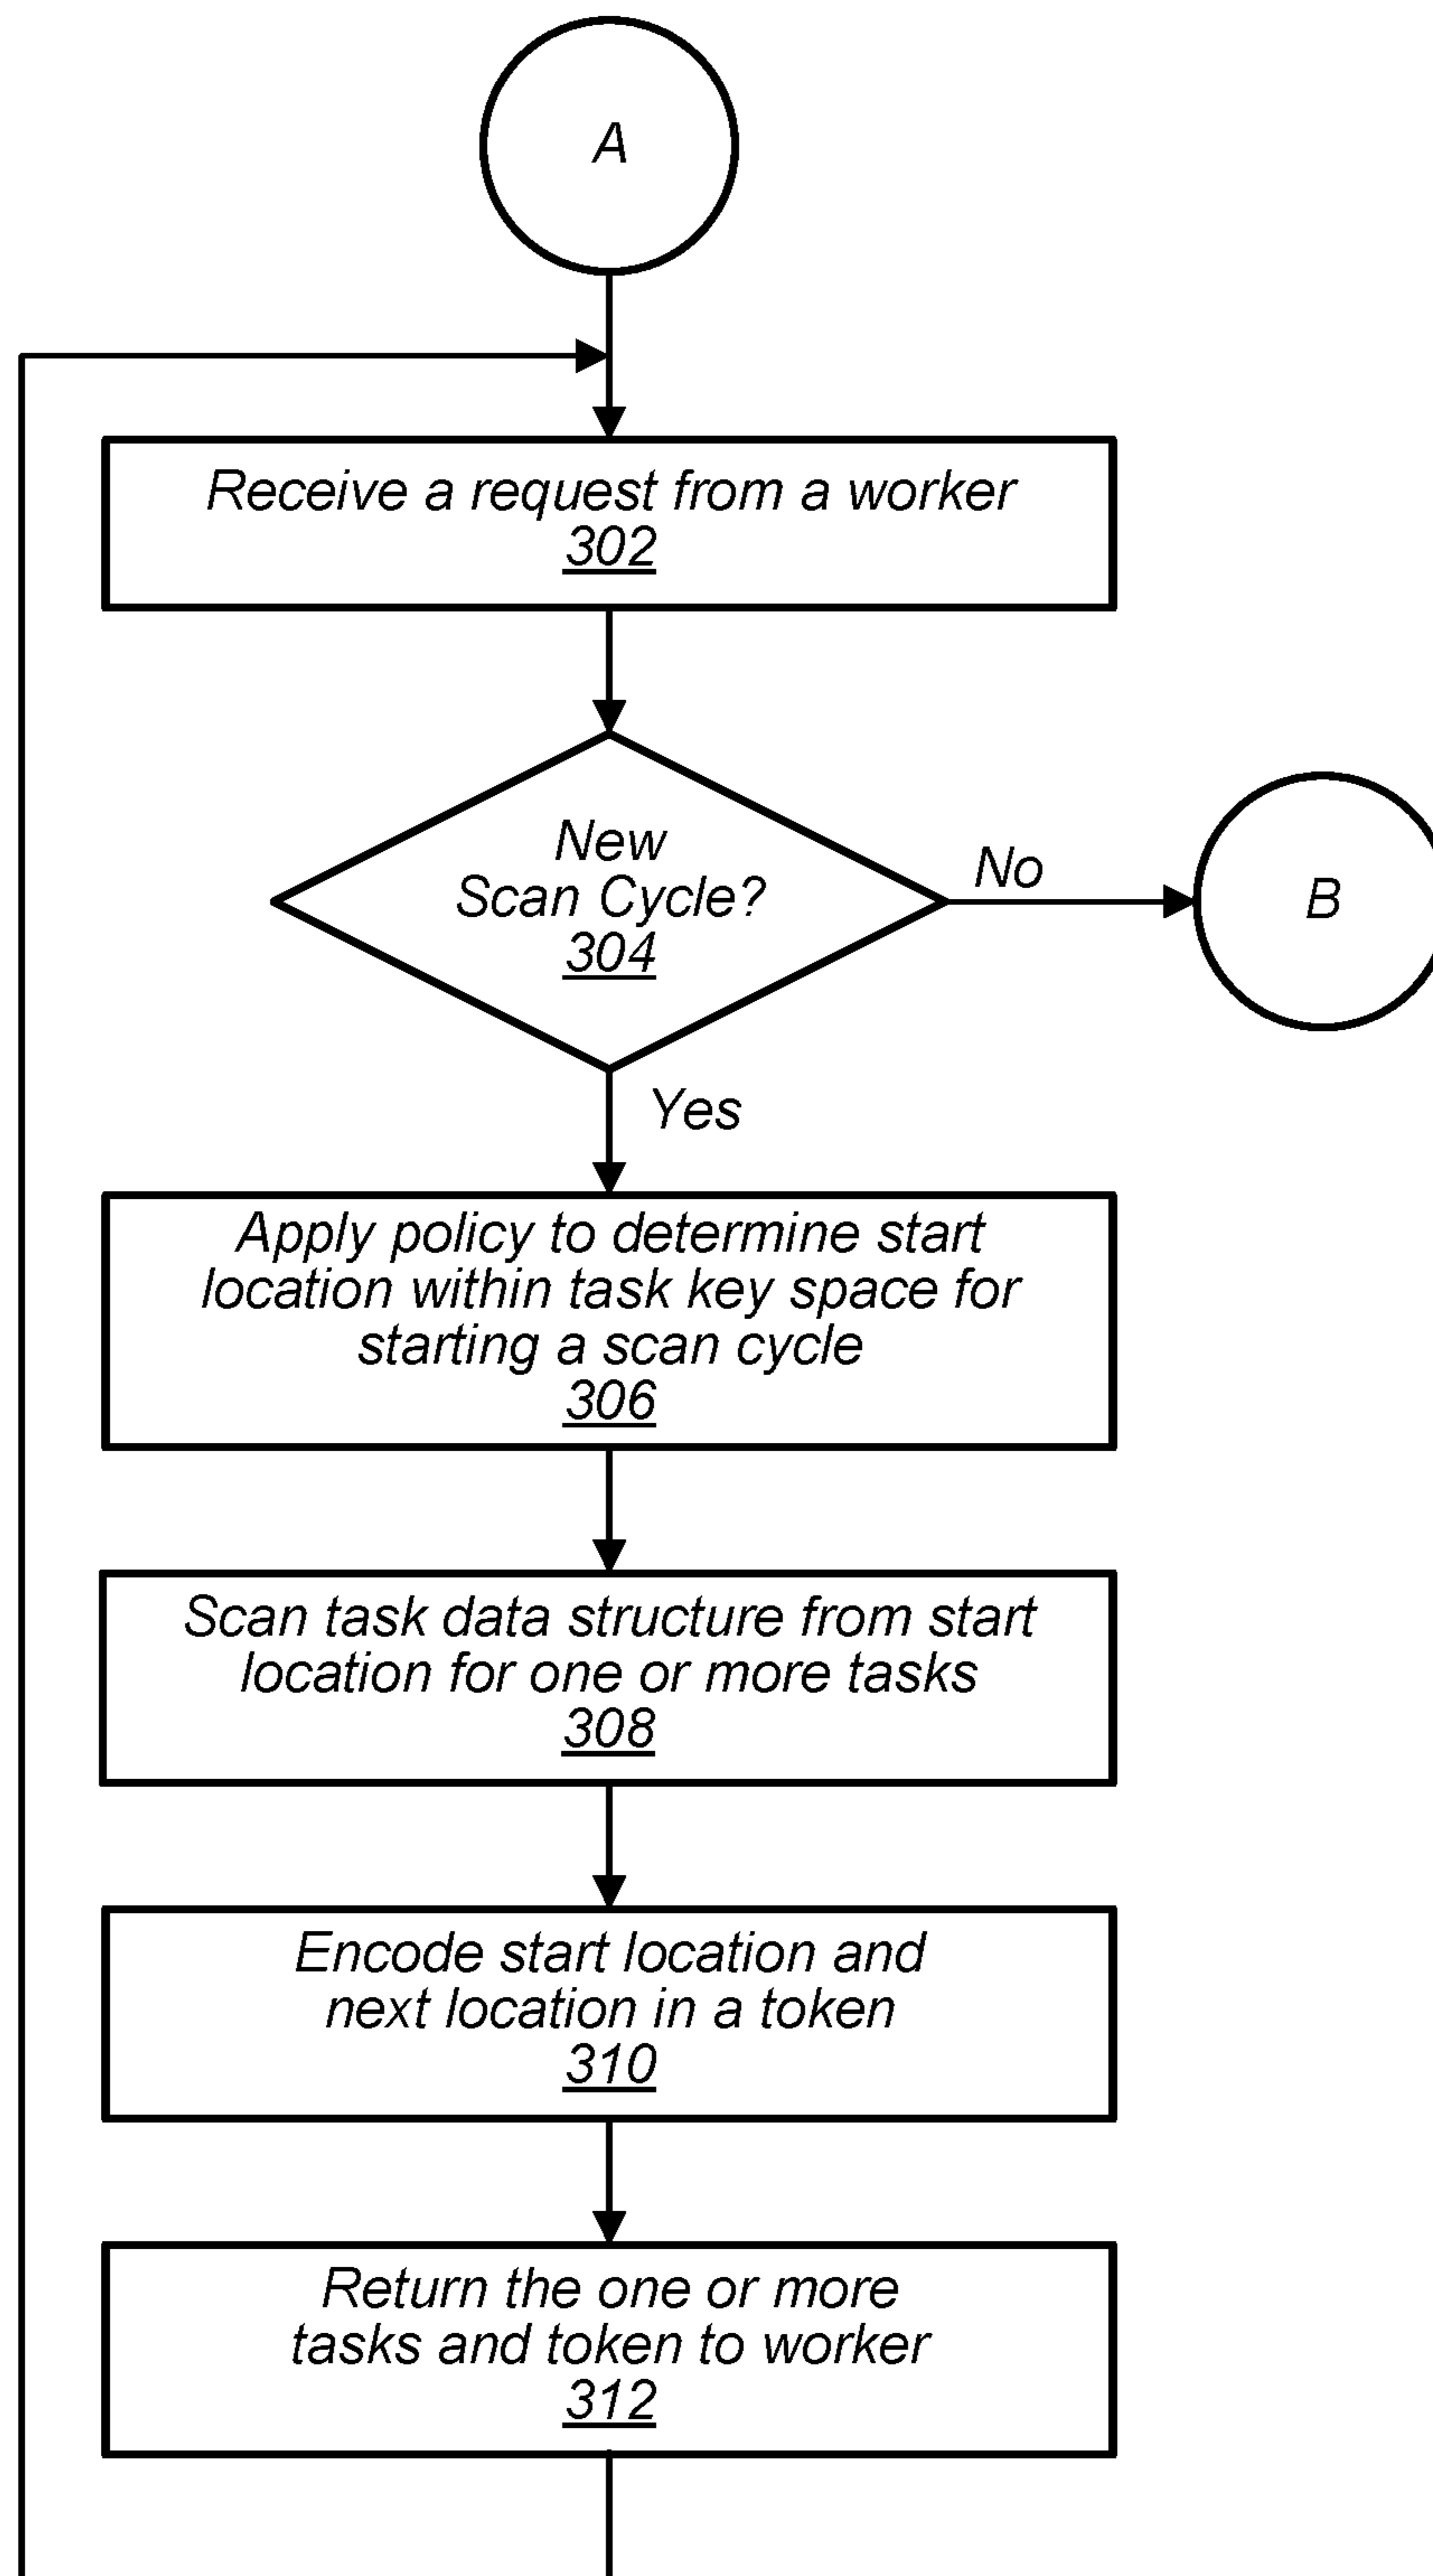 A
Receive a request from a worker
302
New
Scan Cycle?
304
No
B
Yes
Apply policy to determine start
location within task key space for
starting a scan cycle
306
Scan task data structure from start
location for one or more tasks
308
Encode start location and
next location in a token
310
Return the one or more
tasks and token to worker
312